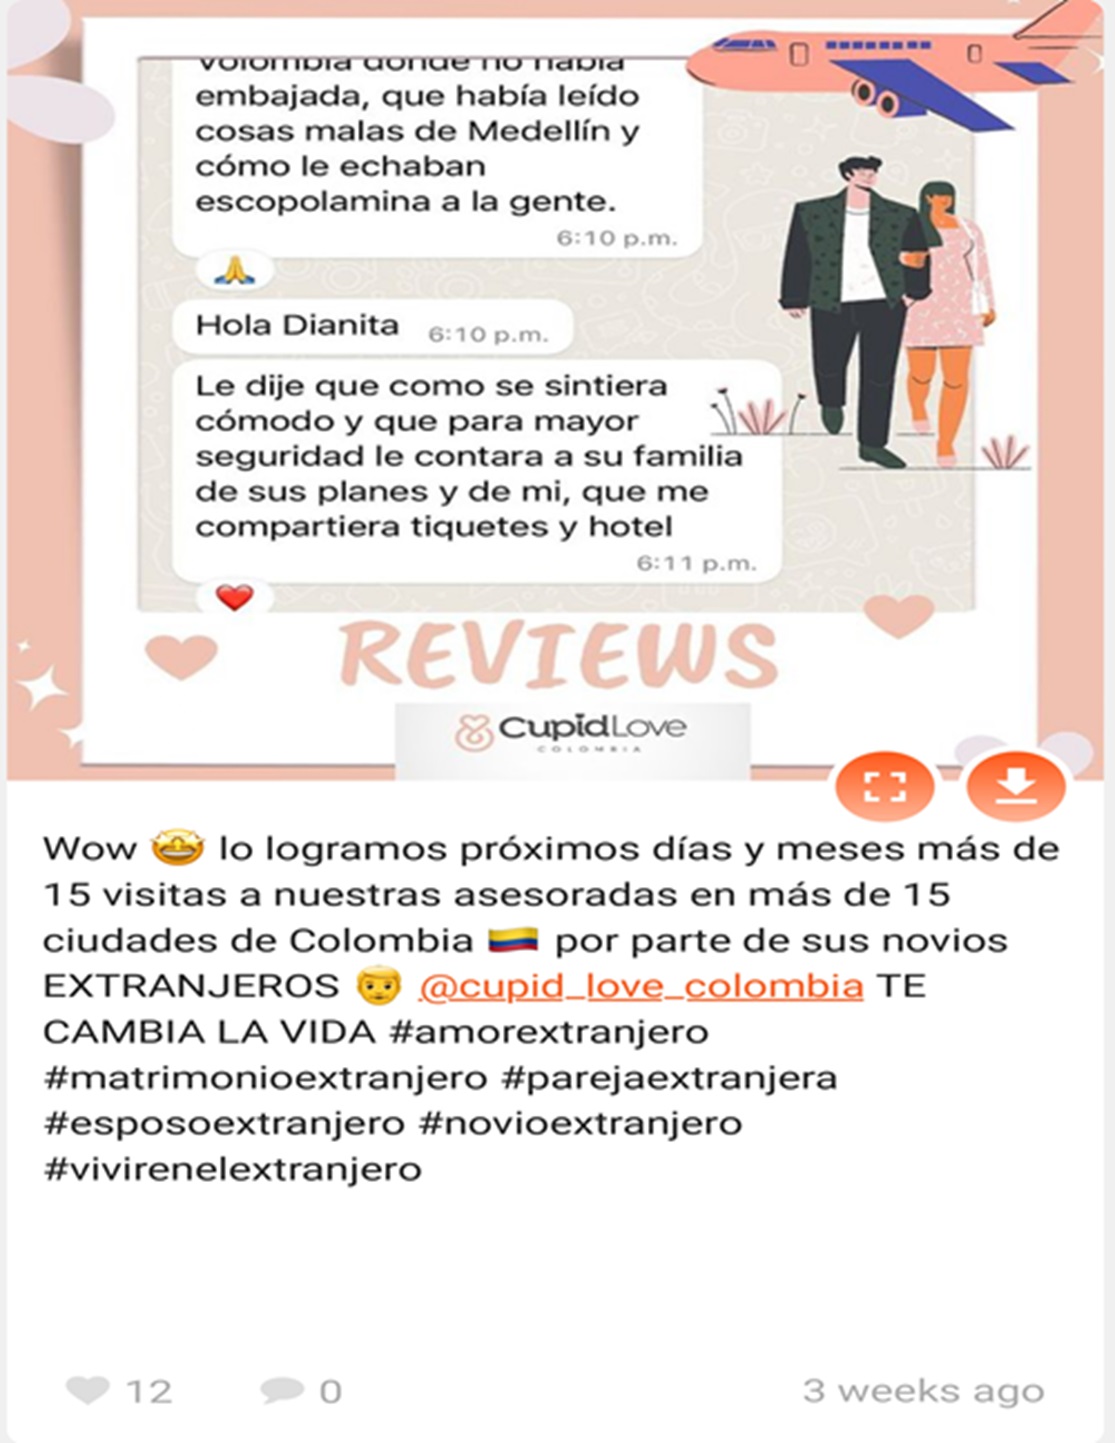 donde no había
embajada, que había leído
cosas malas de Medellín y
cómo le echaban
escopolamina a la gente.
6:10 p.m.
Hola Dianita 6:10 p.m.
Le dije que como se sintiera
cómodo y que para mayor
seguridad le contara a su familia
de sus planes y de mi, que me
compartiera tiquetes y hotel
6:11 p.m.
REVIEWS
CupidLove
COLOMBIA
Wow 🤩 lo logramos próximos días y meses más de
15 visitas a nuestras asesoradas en más de 15
ciudades de Colombia 🇨🇴 por parte de sus novios
EXTRANJEROS 👨‍🦳 @cupid_love_colombia TE
CAMBIA LA VIDA #amorextranjero
#matrimonioextranjero #parejaextranjera
#esposoextranjero #novioextranjero
#vivirenelextranjero
12 0 3 weeks ago